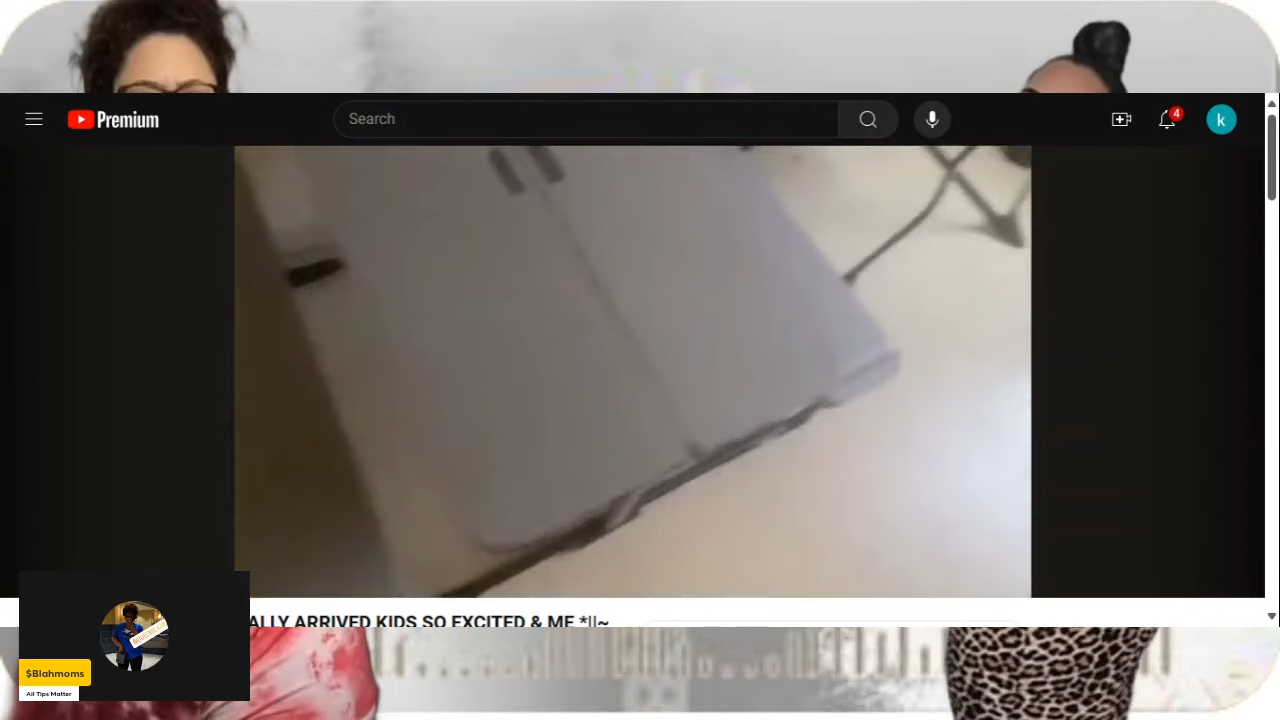 Premium
Search
4
k
ALLY ARRIVED KIDS SO EXCITED & ME *||~
$Blahmoms
All Tips Matter